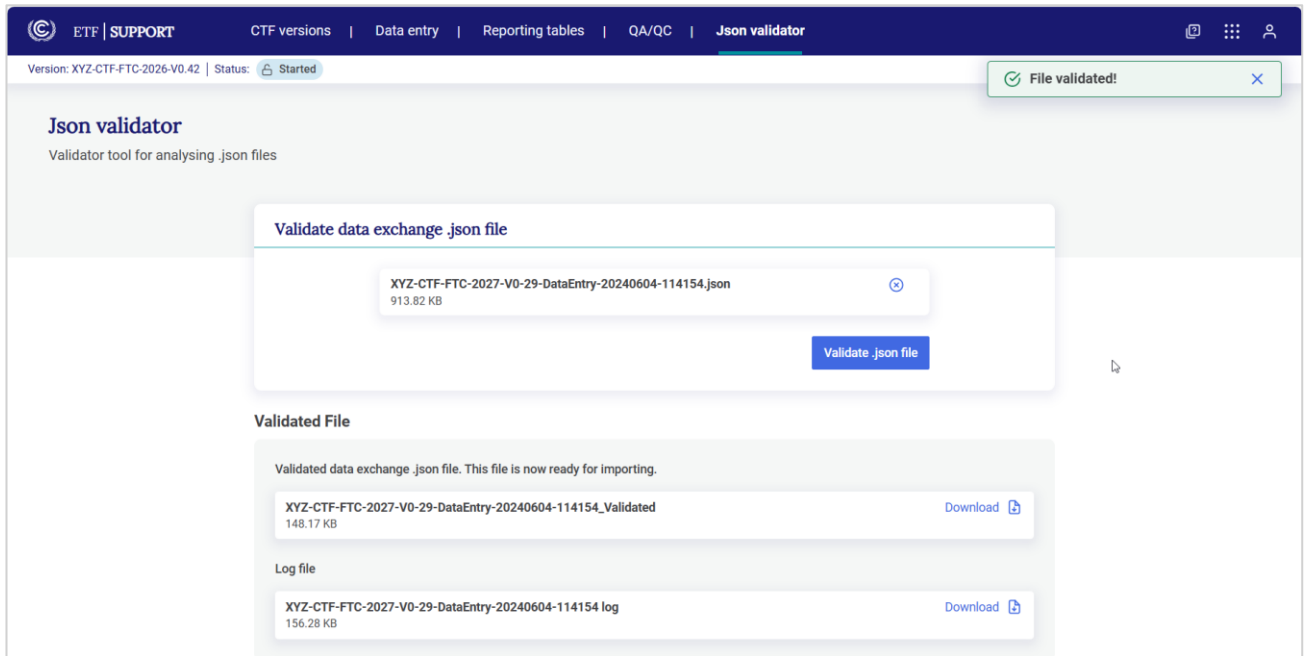 ETF | SUPPORT CTF versions | Data entry | Reporting tables | QA/QC | Json validator
Version: XYZ-CTF-FTC-2026-V0.42 | Status: Started
File validated!
Json validator
Validator tool for analysing .json files
Validate data exchange .json file
XYZ-CTF-FTC-2027-V0-29-DataEntry-20240604-114154.json
913.82 KB
Validate .json file
Validated File
Validated data exchange .json file. This file is now ready for importing.
XYZ-CTF-FTC-2027-V0-29-DataEntry-20240604-114154_Validated Download
148.17 KB
Log file
XYZ-CTF-FTC-2027-V0-29-DataEntry-20240604-114154 log Download
156.28 KB